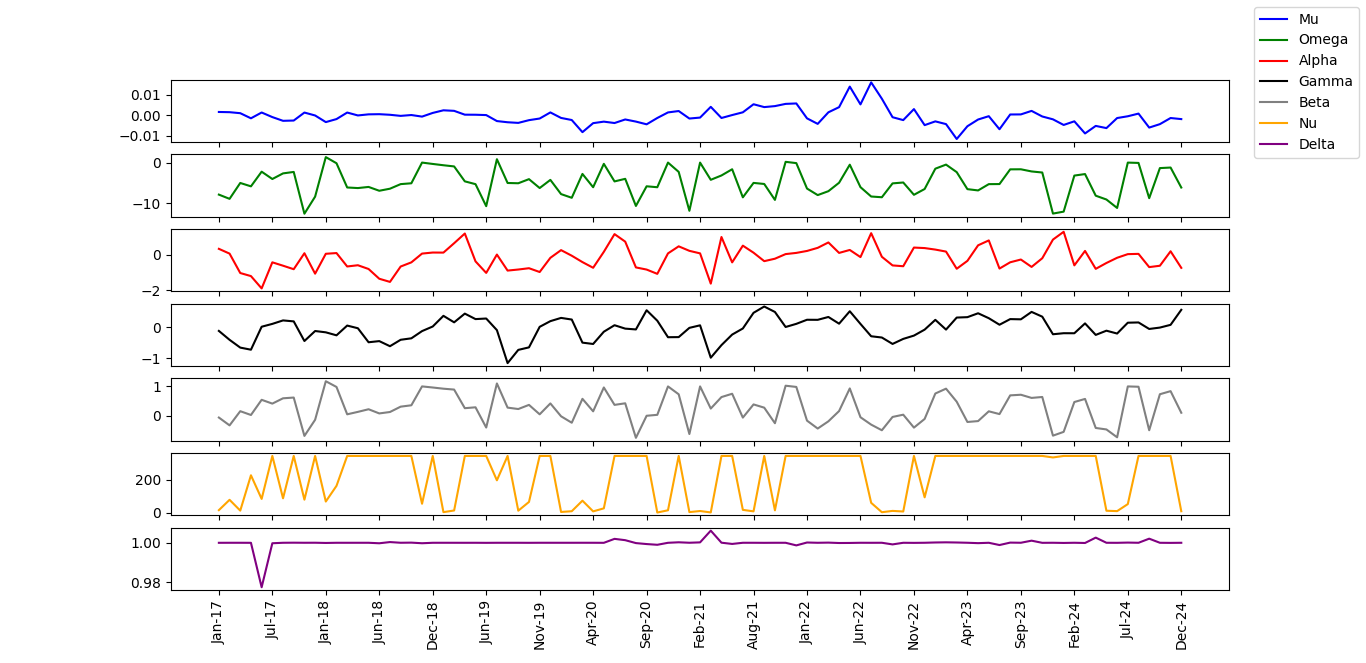 Mu
Omega
Alpha
Gamma
Beta
Nu
Delta
0.01
0.00
−0.01
0
−10
0
−2
0
−1
1
0
200
0
1.00
0.98
Jan-17
Jul-17
Jan-18
Jun-18
Dec-18
Jun-19
Nov-19
Apr-20
Sep-20
Feb-21
Aug-21
Jan-22
Jun-22
Nov-22
Apr-23
Sep-23
Feb-24
Jul-24
Dec-24